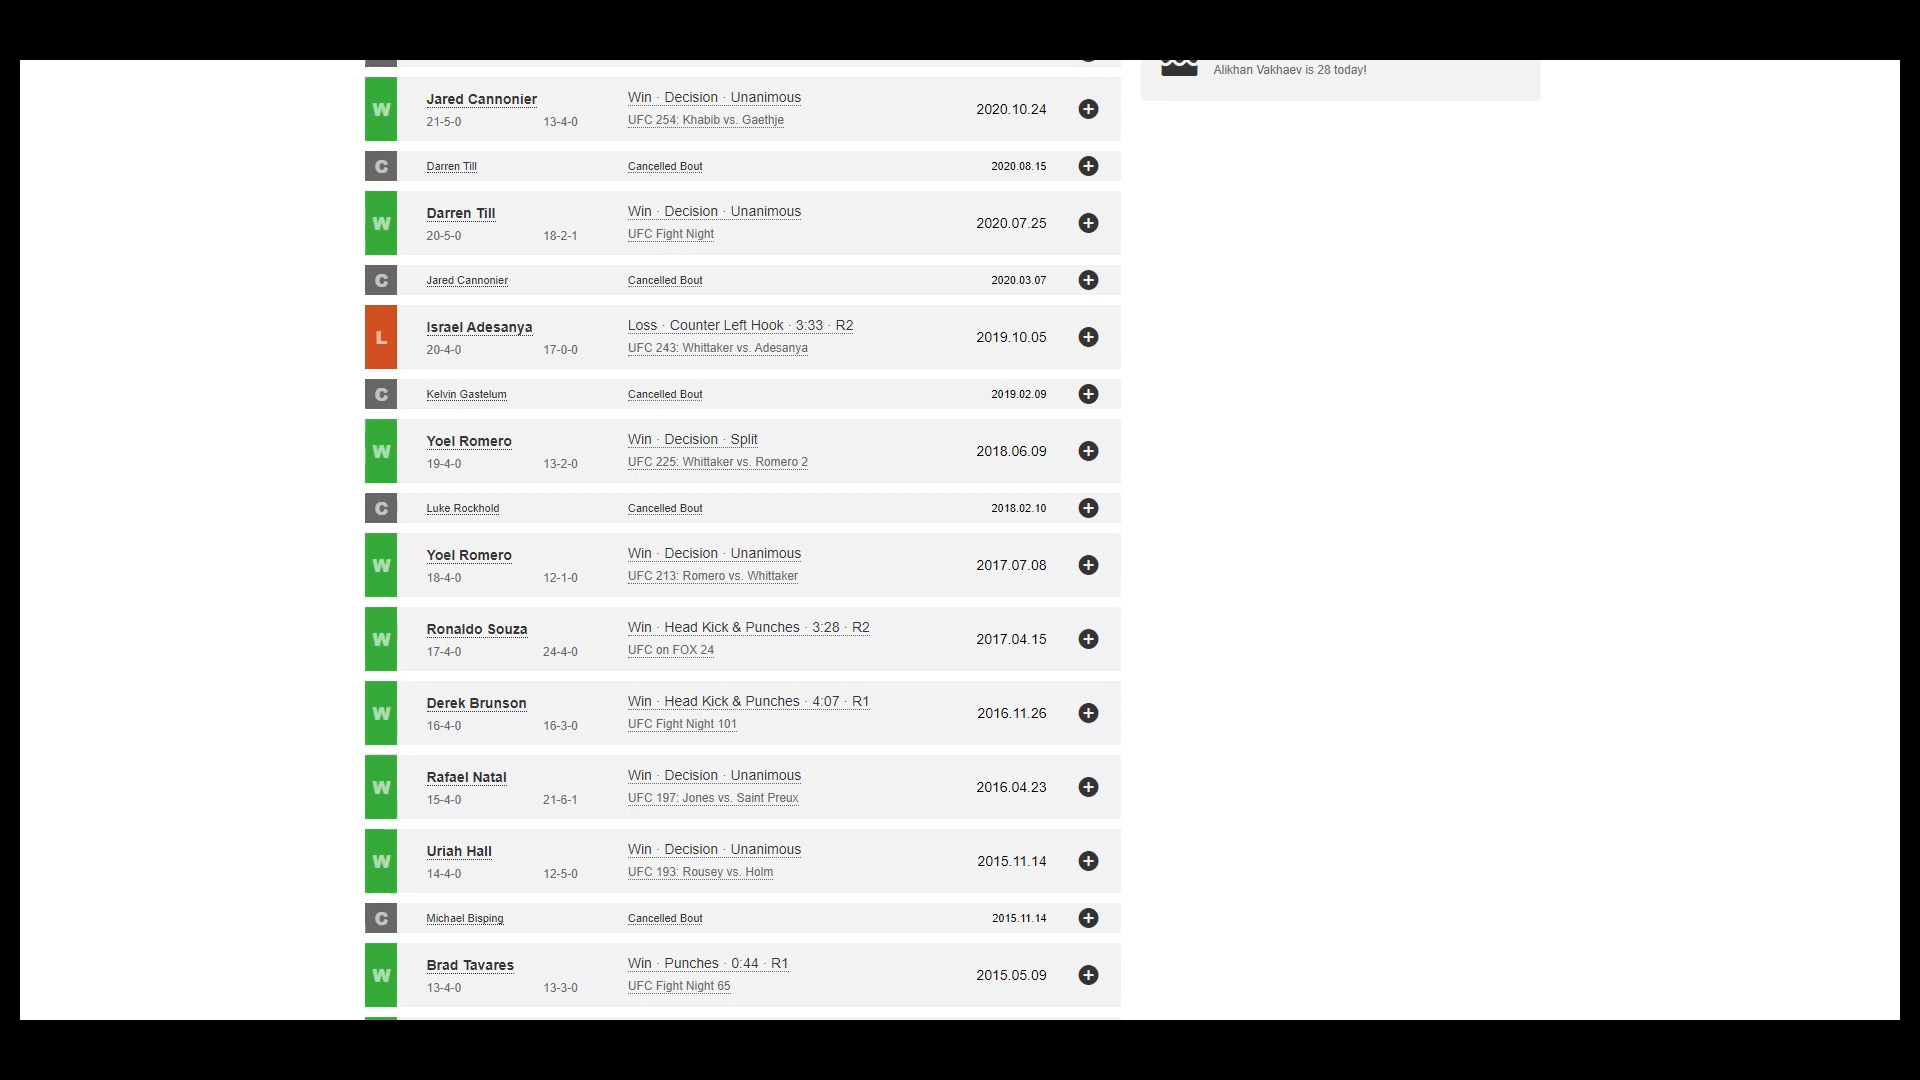 Alikhan Vakhaev is 28 today!
W Jared Cannonier Win · Decision · Unanimous 2020.10.24
21-5-0 13-4-0 UFC 254: Khabib vs. Gaethje
C Darren Till Cancelled Bout 2020.08.15
W Darren Till Win · Decision · Unanimous 2020.07.25
20-5-0 18-2-1 UFC Fight Night
C Jared Cannonier Cancelled Bout 2020.03.07
L Israel Adesanya Loss · Counter Left Hook · 3:33 · R2 2019.10.05
20-4-0 17-0-0 UFC 243: Whittaker vs. Adesanya
C Kelvin Gastelum Cancelled Bout 2019.02.09
W Yoel Romero Win · Decision · Split 2018.06.09
19-4-0 13-2-0 UFC 225: Whittaker vs. Romero 2
C Luke Rockhold Cancelled Bout 2018.02.10
W Yoel Romero Win · Decision · Unanimous 2017.07.08
18-4-0 12-1-0 UFC 213: Romero vs. Whittaker
W Ronaldo Souza Win · Head Kick & Punches · 3:28 · R2 2017.04.15
17-4-0 24-4-0 UFC on FOX 24
W Derek Brunson Win · Head Kick & Punches · 4:07 · R1 2016.11.26
16-4-0 16-3-0 UFC Fight Night 101
W Rafael Natal Win · Decision · Unanimous 2016.04.23
15-4-0 21-6-1 UFC 197: Jones vs. Saint Preux
W Uriah Hall Win · Decision · Unanimous 2015.11.14
14-4-0 12-5-0 UFC 193: Rousey vs. Holm
C Michael Bisping Cancelled Bout 2015.11.14
W Brad Tavares Win · Punches · 0:44 · R1 2015.05.09
13-4-0 13-3-0 UFC Fight Night 65